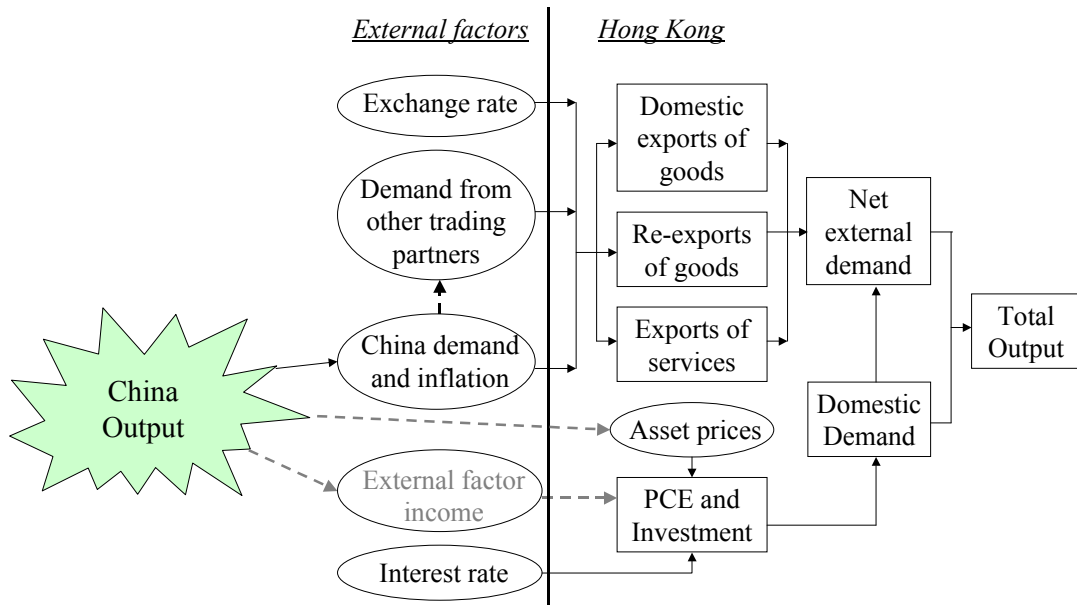 External factors
Hong Kong
Exchange rate
Demand from
other trading
partners
China demand
and inflation
China
Output
External factor
income
Interest rate
Domestic
exports of
goods
Re-exports
of goods
Exports of
services
Asset prices
PCE and
Investment
Net
external
demand
Domestic
Demand
Total
Output